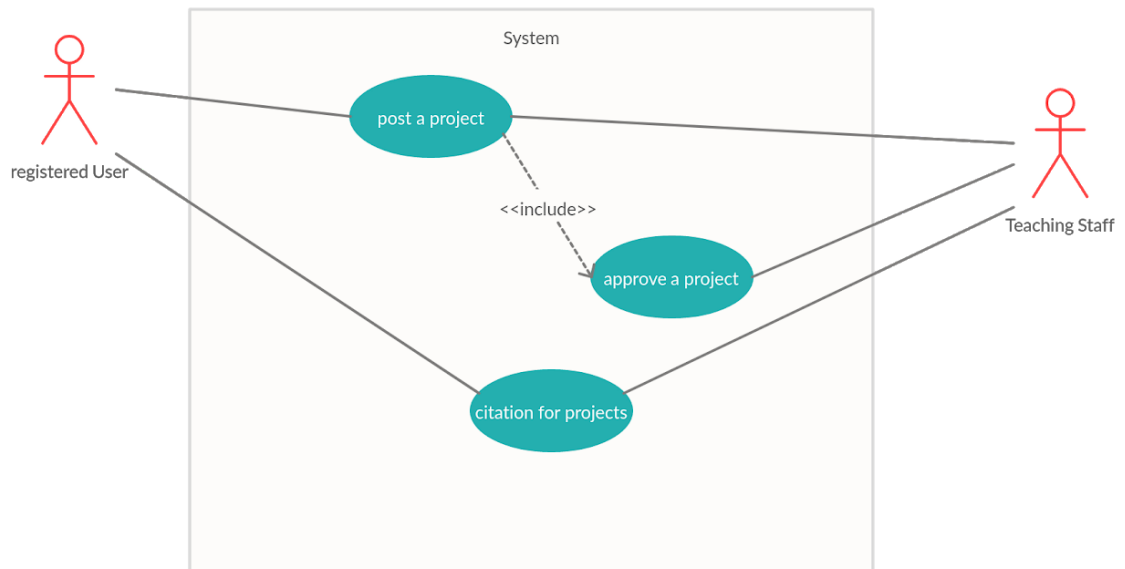 System
post a project
registered User
<<include>>
Teaching Staff
approve a project
citation for projects